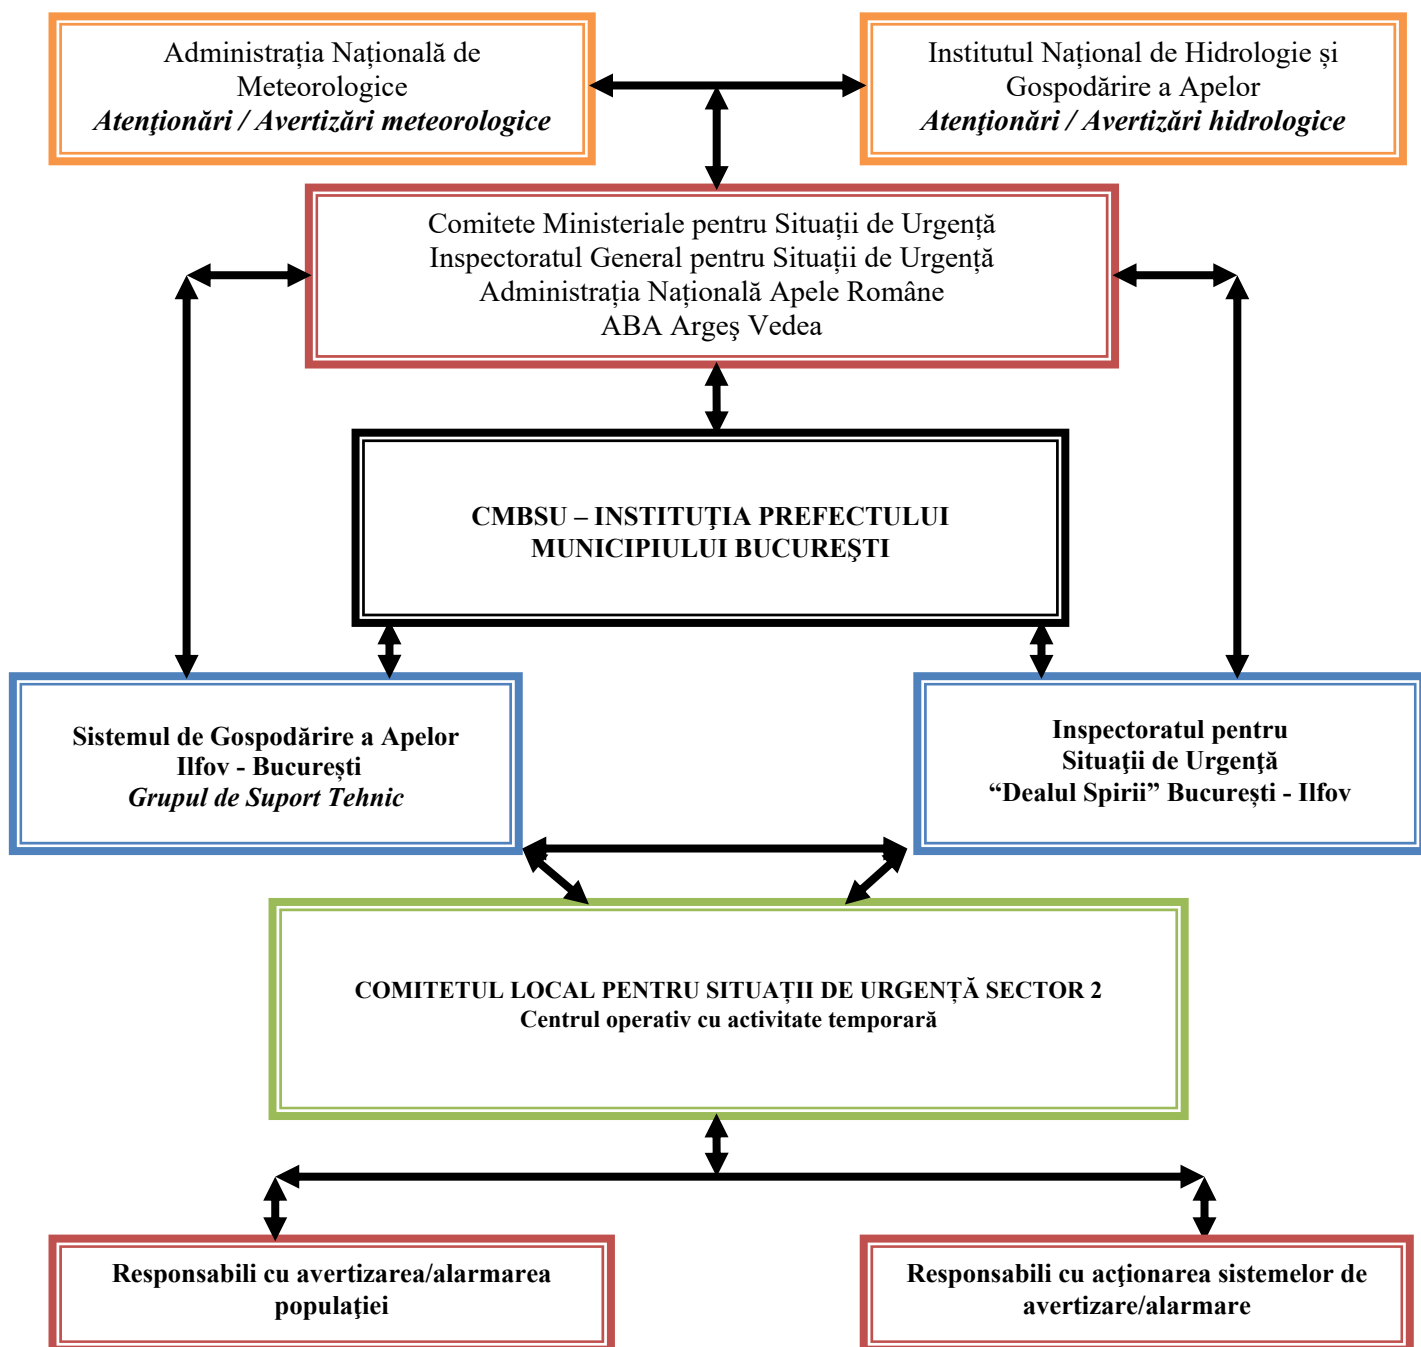 Administrația Națională de
Meteorologice
Atenţionări / Avertizări meteorologice
Institutul Național de Hidrologie și
Gospodărire a Apelor
Atenţionări / Avertizări hidrologice
Comitete Ministeriale pentru Situații de Urgență
Inspectoratul General pentru Situații de Urgență
Administrația Națională Apele Române
ABA Argeş Vedea
CMBSU – INSTITUŢIA PREFECTULUI
MUNICIPIULUI BUCUREŞTI
Sistemul de Gospodărire a Apelor
Ilfov - București
Grupul de Suport Tehnic
Inspectoratul pentru
Situaţii de Urgenţă
“Dealul Spirii” București - Ilfov
COMITETUL LOCAL PENTRU SITUAȚII DE URGENȚĂ SECTOR 2
Centrul operativ cu activitate temporară
Responsabili cu avertizarea/alarmarea
populaţiei
Responsabili cu acţionarea sistemelor de
avertizare/alarmare